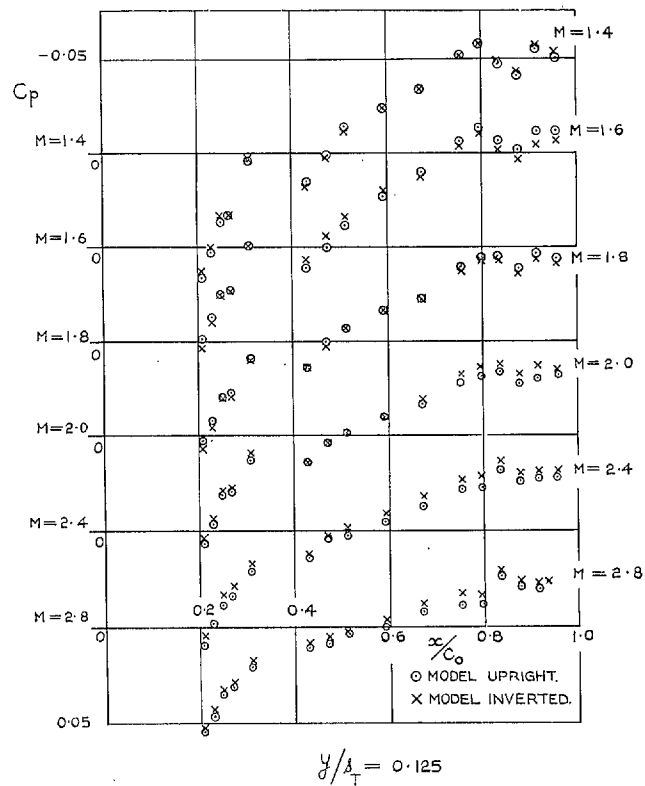 M = 1·4
-0·05
Cp
M = 1·6
M = 1·4
0
M = 1·6
0
M = 1·8
M = 1·8
0
M = 2·0
M = 2·0
0
M = 2·4
M = 2·4
0
M = 2·8
0·2
0·4
M = 2·8
0
0·6
x/C₀
0·8
1·0
⊙ MODEL UPRIGHT.
× MODEL INVERTED.
0·05
y/s_T = 0·125